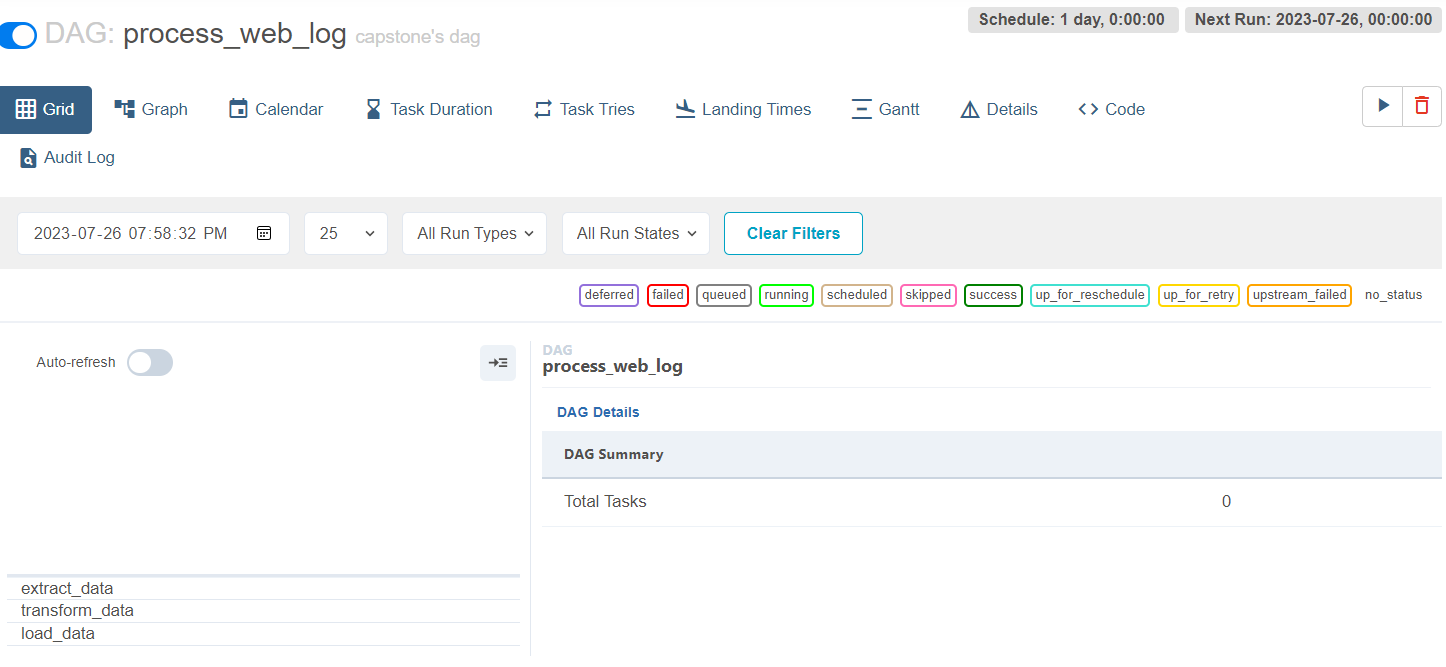 DAG: process_web_log capstone's dag
Schedule: 1 day, 0:00:00
Next Run: 2023-07-26, 00:00:00
Grid
Graph
Calendar
Task Duration
Task Tries
Landing Times
Gantt
Details
Code
Audit Log
2023-07-26 07:58:32 PM
25
All Run Types
All Run States
Clear Filters
deferred
failed
queued
running
scheduled
skipped
success
up_for_reschedule
up_for_retry
upstream_failed
no_status
Auto-refresh
extract_data
transform_data
load_data
DAG
process_web_log
DAG Details
DAG Summary
Total Tasks 0